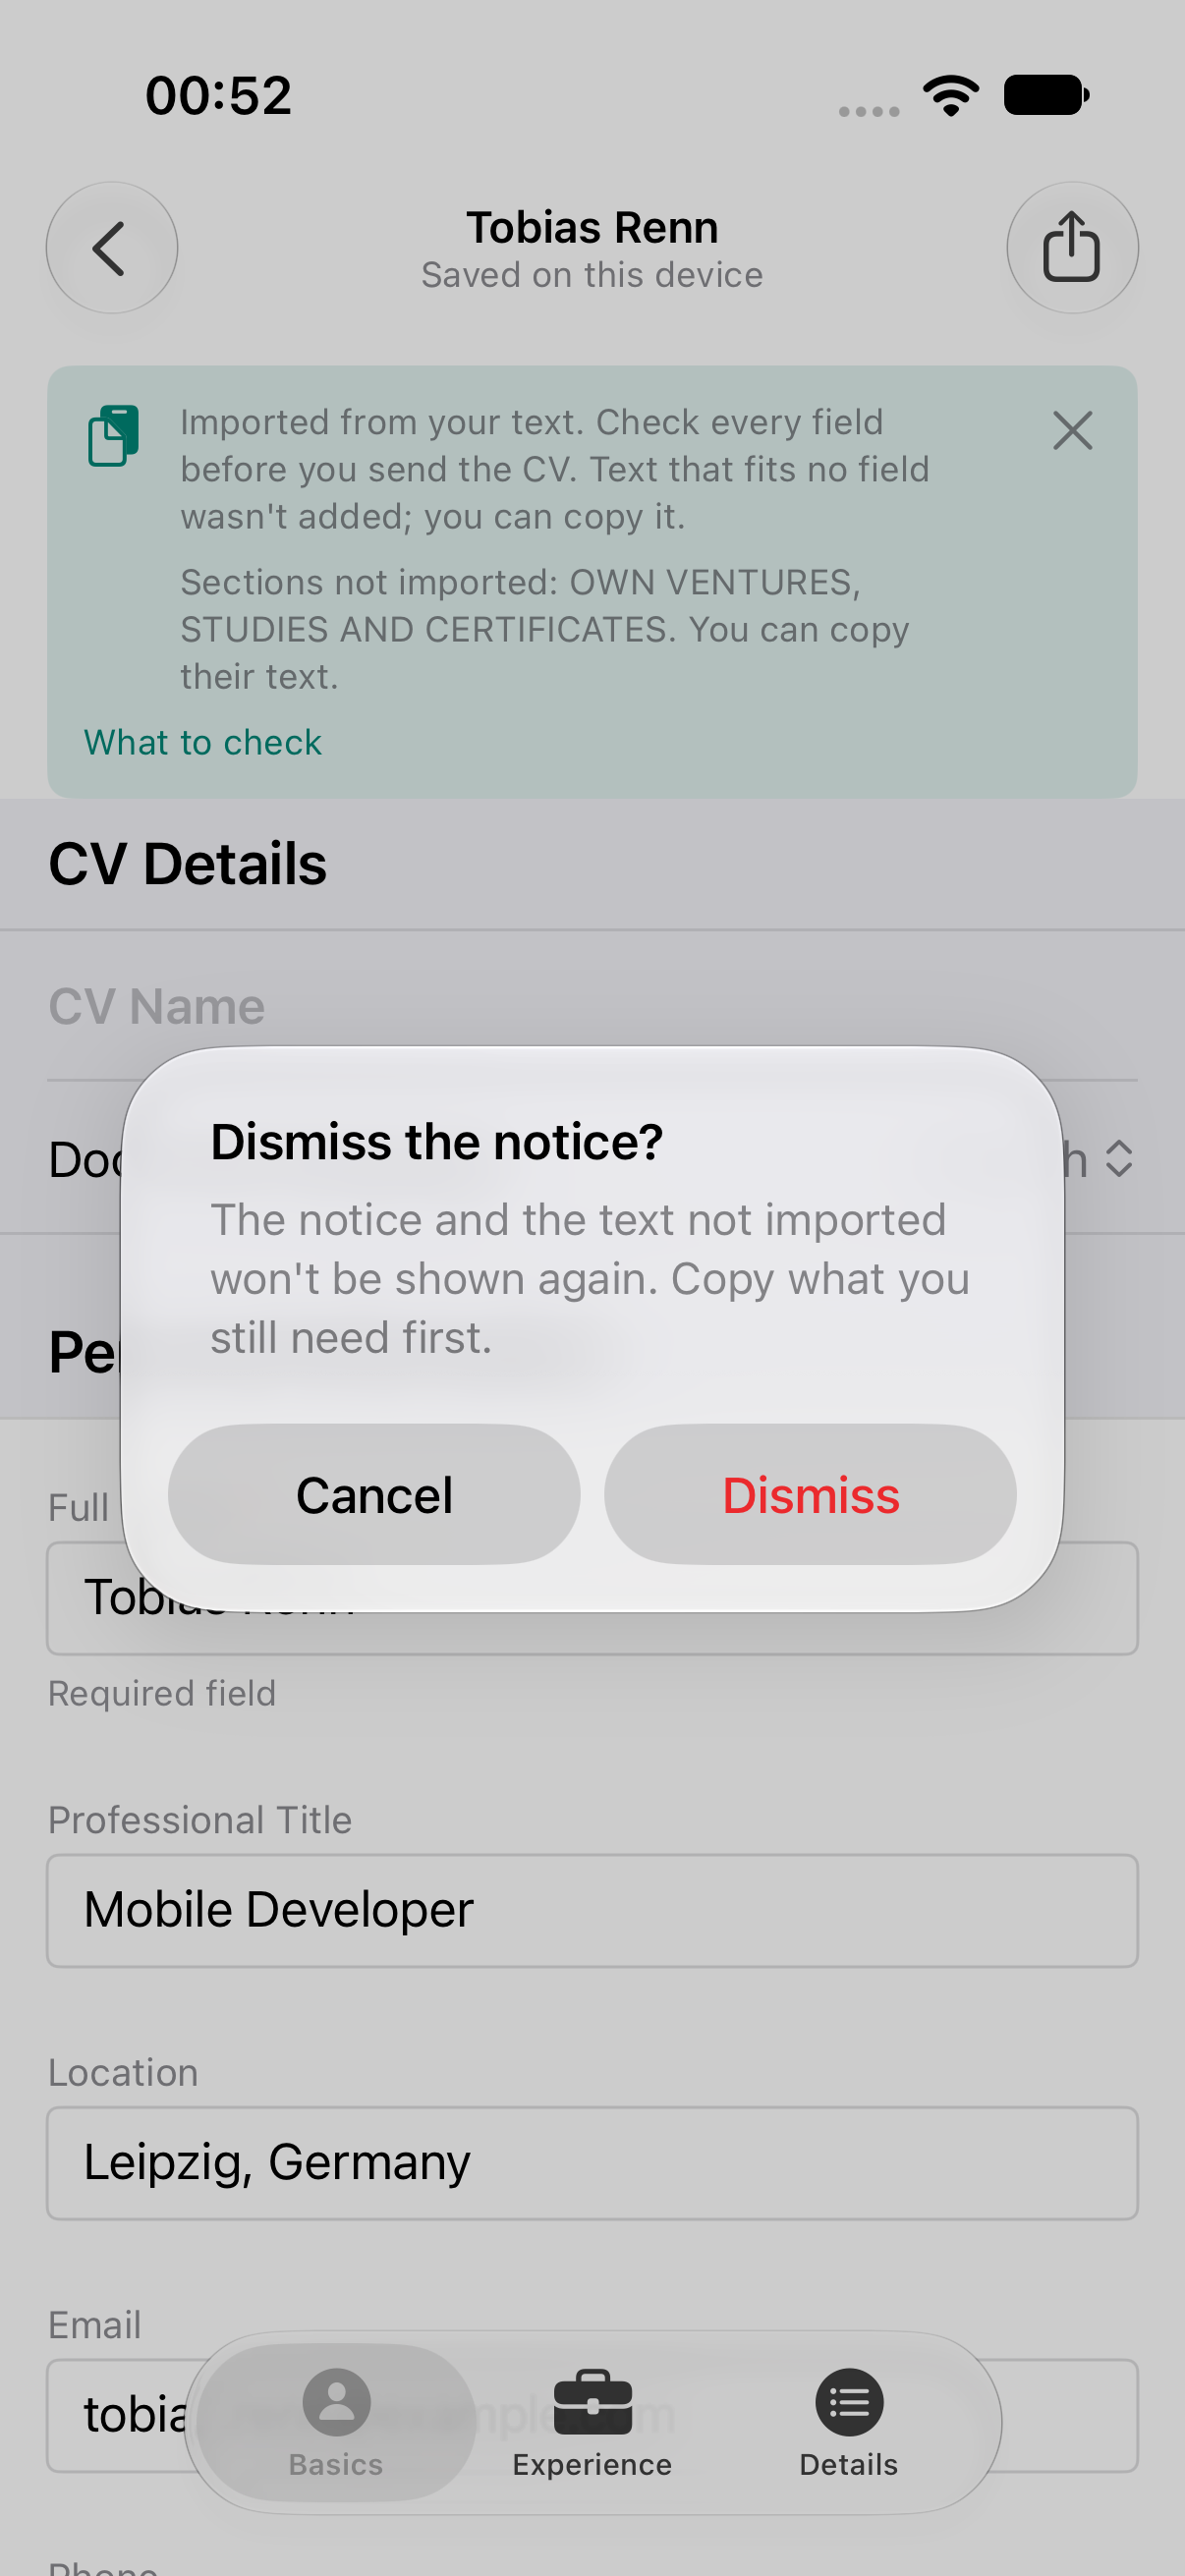 00:52
Tobias Renn
Saved on this device
Imported from your text. Check every field
before you send the CV. Text that fits no field
wasn't added; you can copy it.
Sections not imported: OWN VENTURES,
STUDIES AND CERTIFICATES. You can copy
their text.
What to check
CV Details
CV Name
Dismiss the notice?
The notice and the text not imported
won't be shown again. Copy what you
still need first.
Cancel
Dismiss
Full
Tobias Renn
Required field
Professional Title
Mobile Developer
Location
Leipzig, Germany
Email
Basics
Experience
Details
Phone